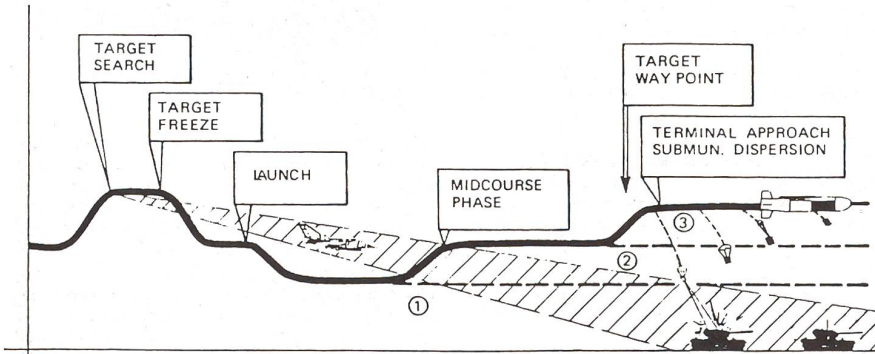 TARGET
SEARCH
TARGET
FREEZE
LAUNCH
MIDCOURSE
PHASE
TARGET
WAY POINT
TERMINAL APPROACH
SUBMUN. DISPERSION
①
②
③